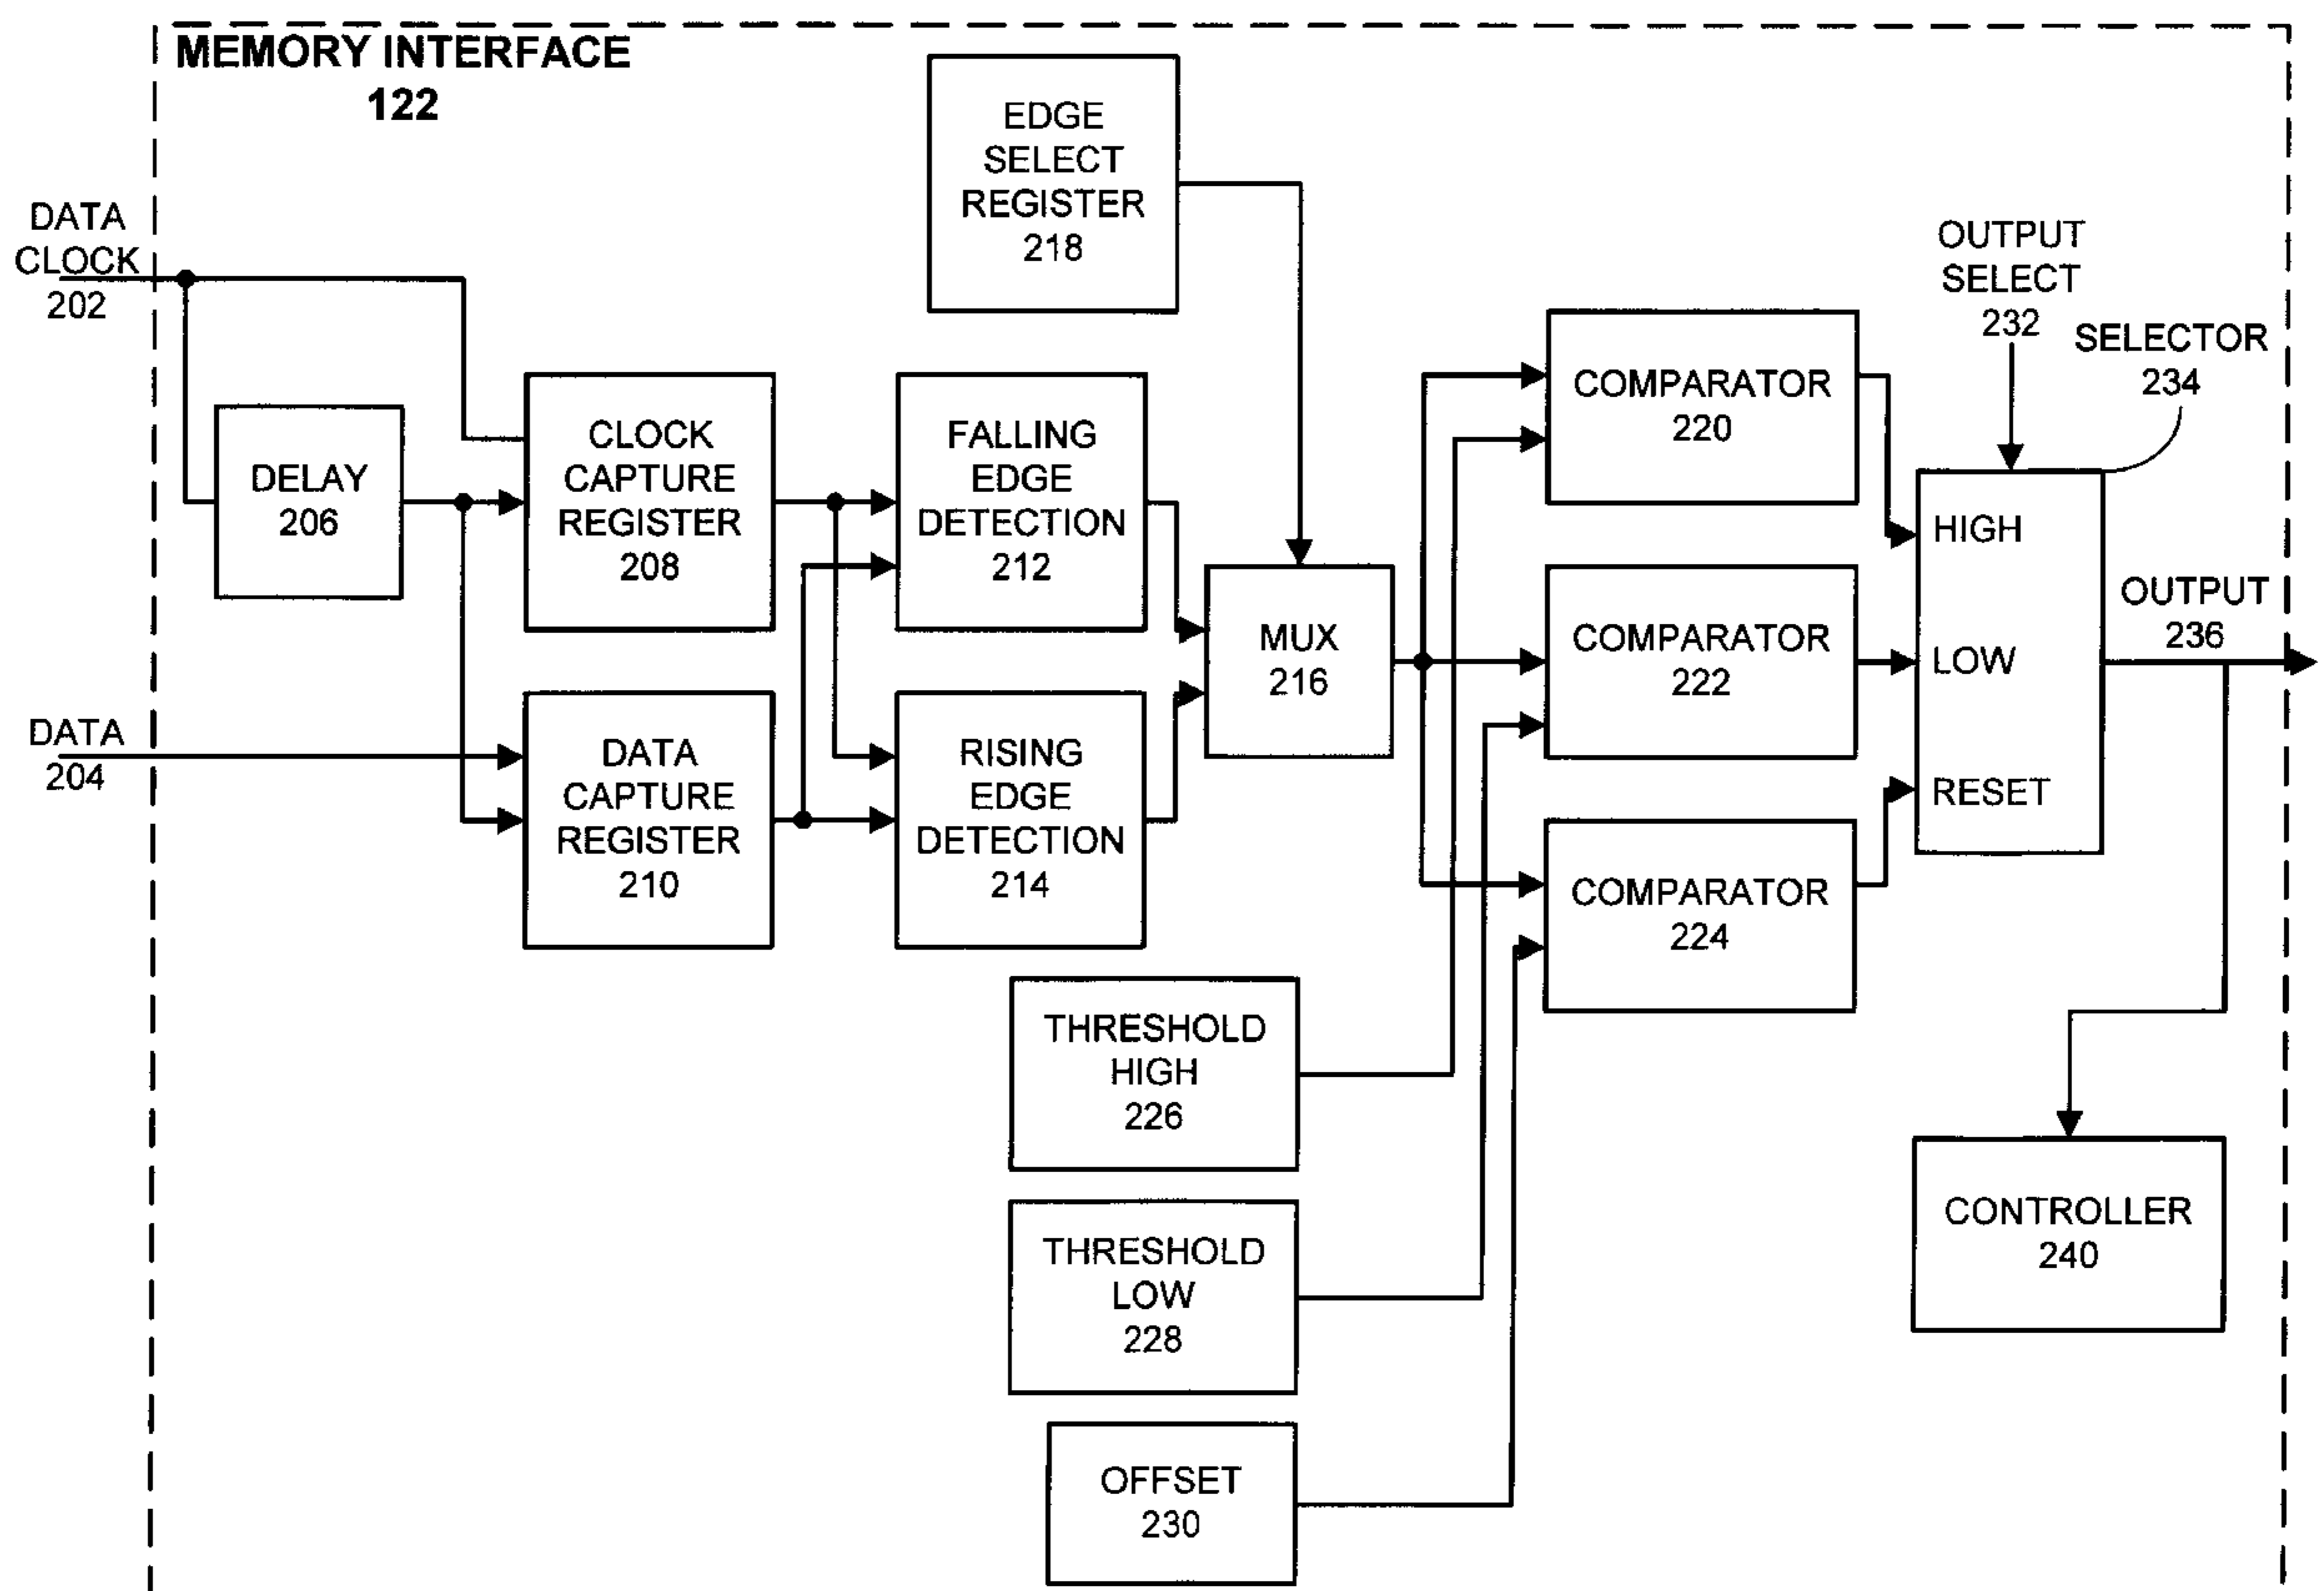 MEMORY INTERFACE
122
EDGE
SELECT
REGISTER
218
DATA
CLOCK
202
OUTPUT
SELECT
232
SELECTOR
234
DELAY
206
CLOCK
CAPTURE
REGISTER
208
FALLING
EDGE
DETECTION
212
COMPARATOR
220
HIGH
LOW
RESET
MUX
216
COMPARATOR
222
OUTPUT
236
DATA
204
DATA
CAPTURE
REGISTER
210
RISING
EDGE
DETECTION
214
COMPARATOR
224
THRESHOLD
HIGH
226
THRESHOLD
LOW
228
CONTROLLER
240
OFFSET
230